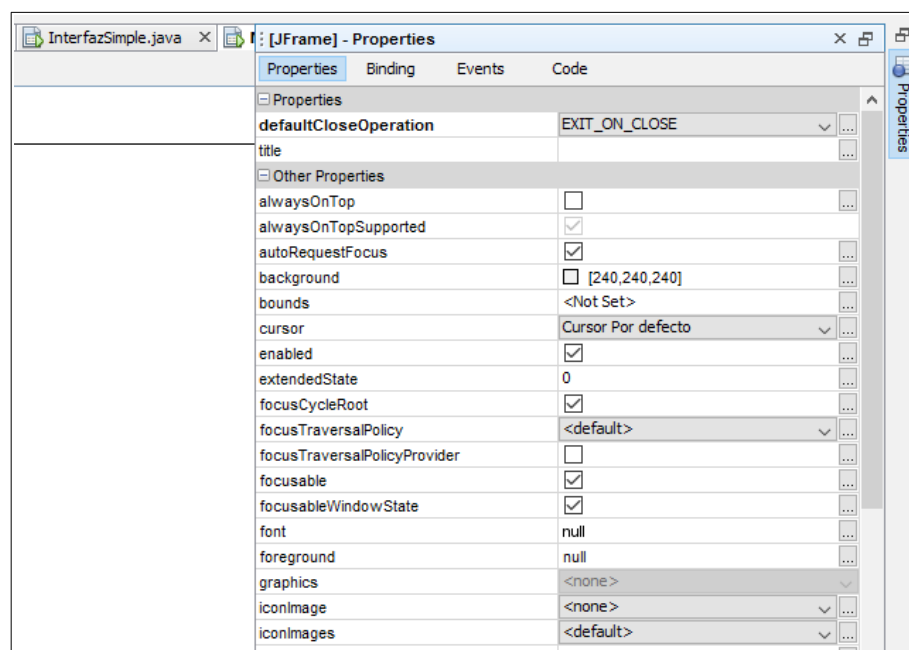 InterfazSimple.java
[JFrame] - Properties
Properties Binding Events Code
Properties
defaultCloseOperation EXIT_ON_CLOSE
title
Other Properties
alwaysOnTop
alwaysOnTopSupported
autoRequestFocus
background [240,240,240]
bounds <Not Set>
cursor Cursor Por defecto
enabled
extendedState 0
focusCycleRoot
focusTraversalPolicy <default>
focusTraversalPolicyProvider
focusable
focusableWindowState
font null
foreground null
graphics <none>
iconImage <none>
iconImages <default>
Properties